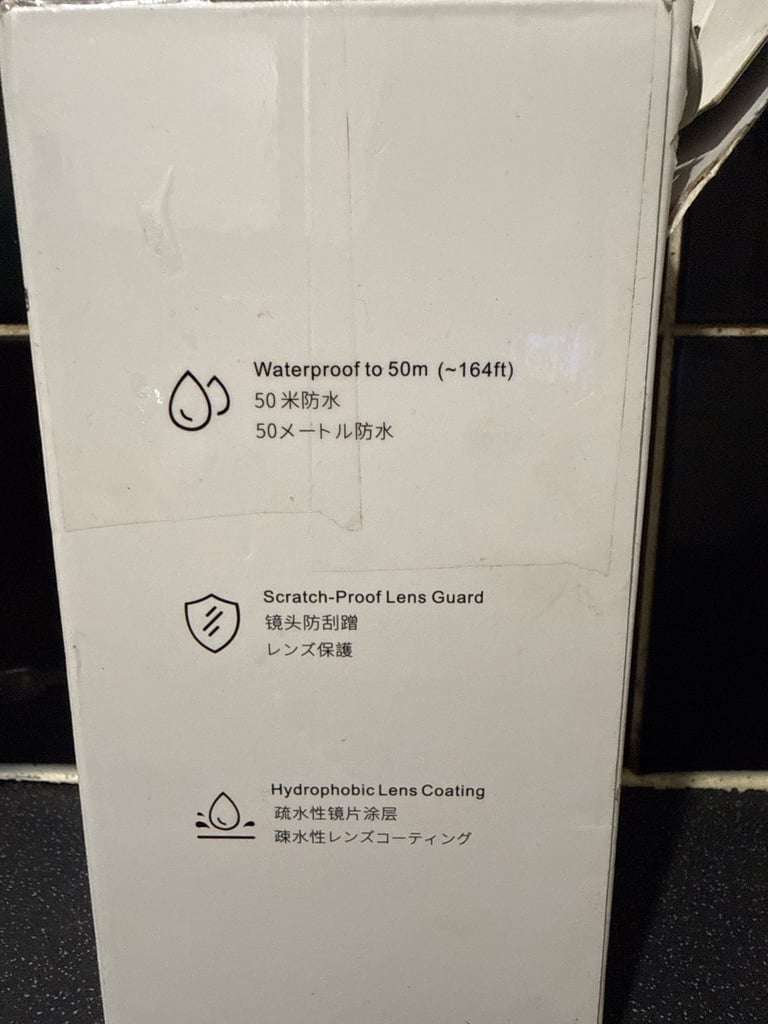 Waterproof to 50m (~164ft)
50 米防水
50メートル防水
Scratch-Proof Lens Guard
镜头防刮蹭
レンズ保護
Hydrophobic Lens Coating
疏水性镜片涂层
疎水性レンズコーティング